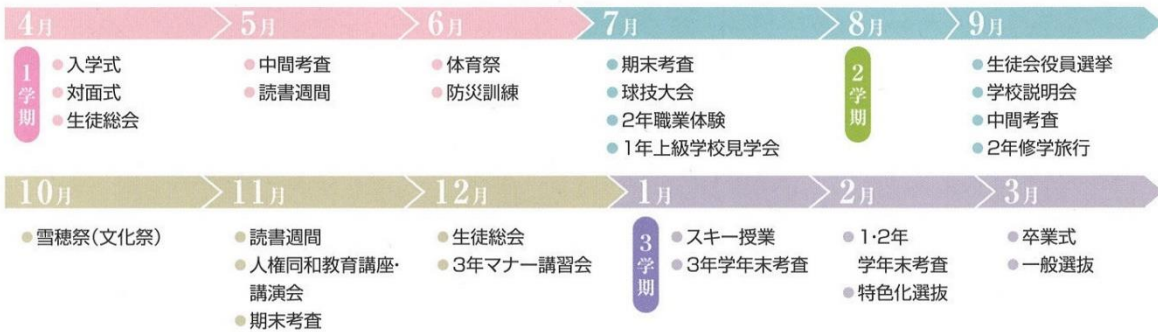 4月
1学期
入学式
対面式
生徒総会
5月
中間考査
読書週間
6月
体育祭
防災訓練
7月
期末考査
球技大会
2年職業体験
1年上級学校見学会
8月
2学期
9月
生徒会役員選挙
学校説明会
中間考査
2年修学旅行
10月
雪穂祭(文化祭)
11月
読書週間
人権同和教育講座・
講演会
期末考査
12月
生徒総会
3年マナー講習会
1月
3学期
スキー授業
3年学年末考査
2月
1・2年
学年末考査
特色化選抜
3月
卒業式
一般選抜